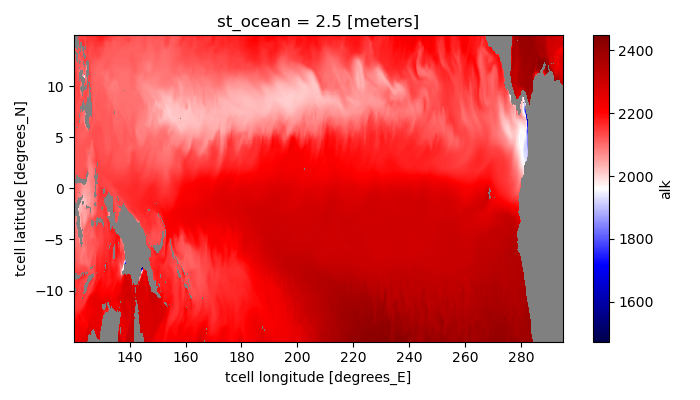 st_ocean = 2.5 [meters]
10
5
0
−5
−10
tcell latitude [degrees_N]
140 160 180 200 220 240 260 280
tcell longitude [degrees_E]
2400
2200
2000
1800
1600
alk